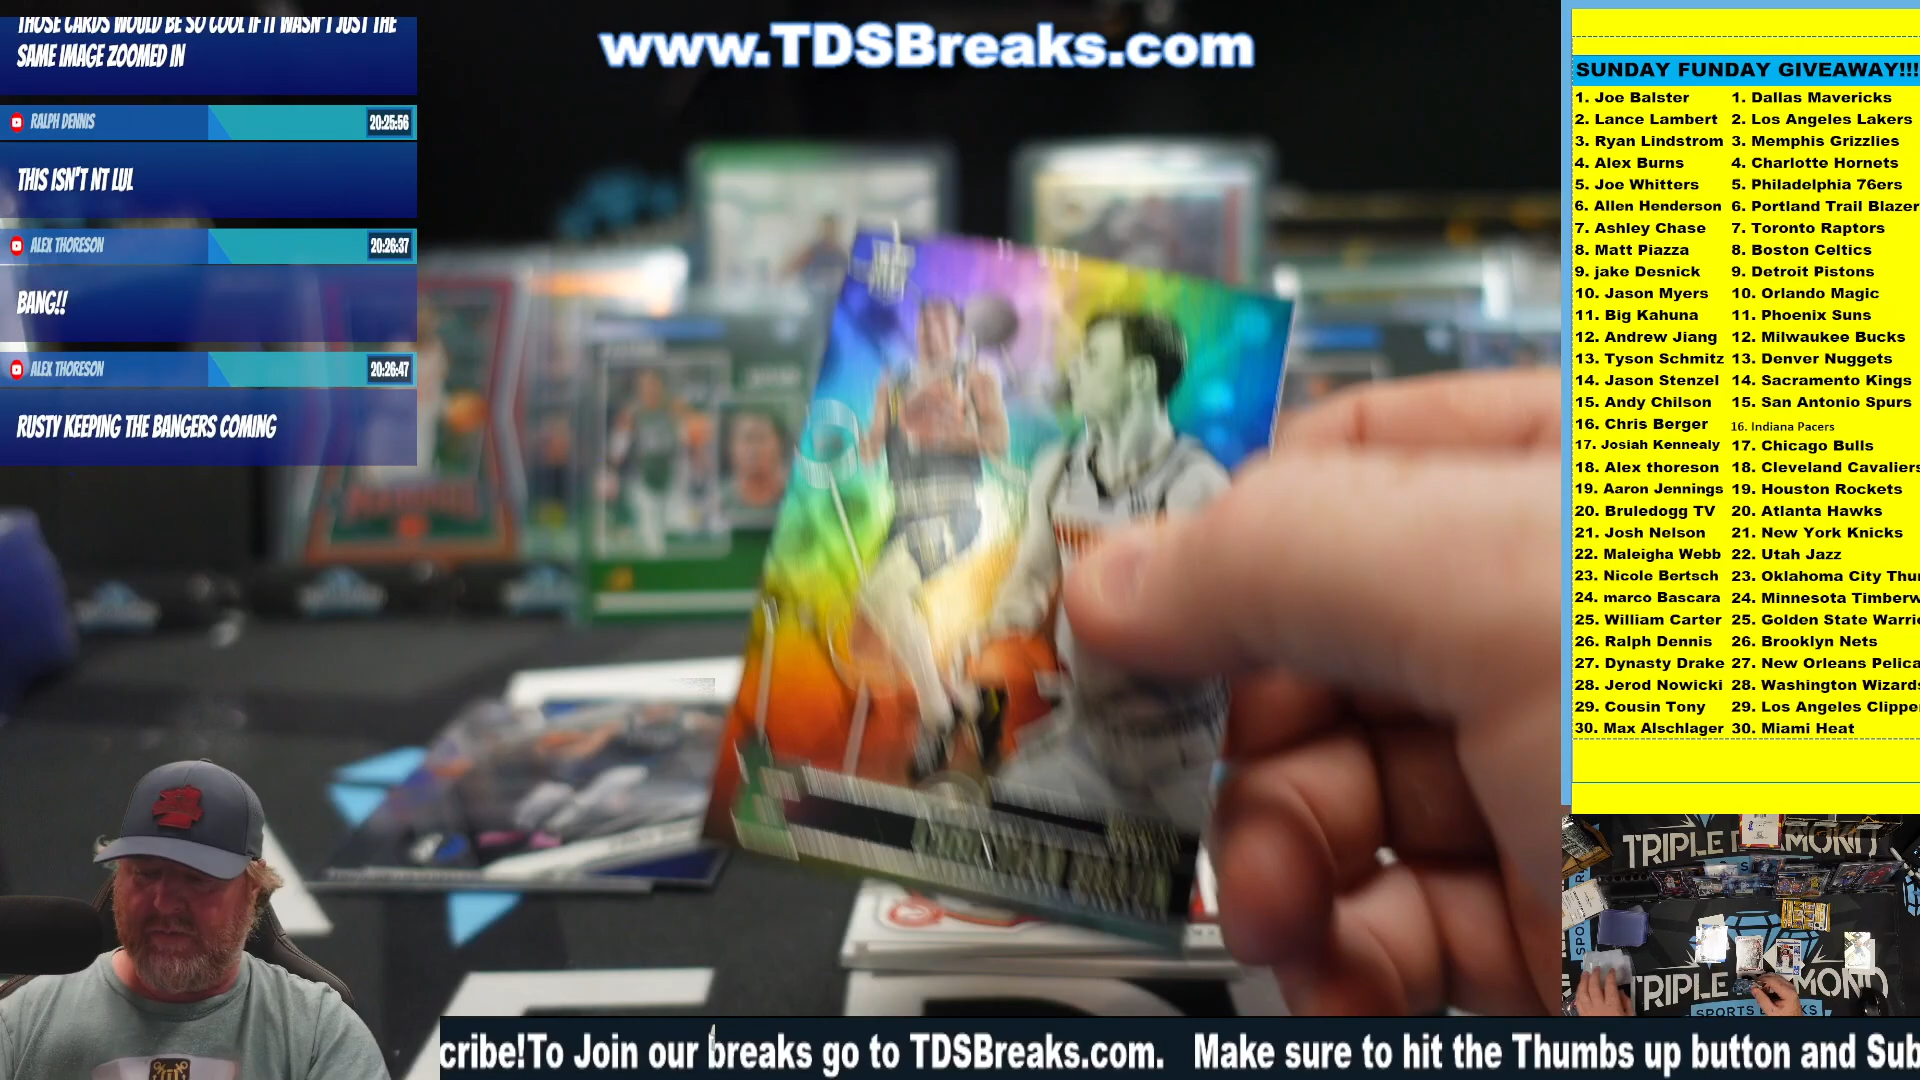 THOSE CARDS WOULD BE SO COOL IF IT WASN'T JUST THE
SAME IMAGE ZOOMED IN
RALPH DENNIS 20:25:56
THIS ISN'T NT LUL
ALEX THORESON 20:26:37
BANG!!
ALEX THORESON 20:26:47
RUSTY KEEPING THE BANGERS COMING
www.TDSBreaks.com
SUNDAY FUNDAY GIVEAWAY!!!
1. Joe Balster 1. Dallas Mavericks
2. Lance Lambert 2. Los Angeles Lakers
3. Ryan Lindstrom 3. Memphis Grizzlies
4. Alex Burns 4. Charlotte Hornets
5. Joe Whitters 5. Philadelphia 76ers
6. Allen Henderson 6. Portland Trail Blazer
7. Ashley Chase 7. Toronto Raptors
8. Matt Piazza 8. Boston Celtics
9. jake Desnick 9. Detroit Pistons
10. Jason Myers 10. Orlando Magic
11. Big Kahuna 11. Phoenix Suns
12. Andrew Jiang 12. Milwaukee Bucks
13. Tyson Schmitz 13. Denver Nuggets
14. Jason Stenzel 14. Sacramento Kings
15. Andy Chilson 15. San Antonio Spurs
16. Chris Berger 16. Indiana Pacers
17. Josiah Kennealy 17. Chicago Bulls
18. Alex thoreson 18. Cleveland Cavaliers
19. Aaron Jennings 19. Houston Rockets
20. Bruledogg TV 20. Atlanta Hawks
21. Josh Nelson 21. New York Knicks
22. Maleigha Webb 22. Utah Jazz
23. Nicole Bertsch 23. Oklahoma City Thu
24. marco Bascara 24. Minnesota Timberw
25. William Carter 25. Golden State Warri
26. Ralph Dennis 26. Brooklyn Nets
27. Dynasty Drake 27. New Orleans Pelica
28. Jerod Nowicki 28. Washington Wizards
29. Cousin Tony 29. Los Angeles Clippe
30. Max Alschlager 30. Miami Heat
TRIPLE MOND
TRIPLE MOND
SPORTS BREAKS
cribe!To Join our breaks go to TDSBreaks.com. Make sure to hit the Thumbs up button and Sub